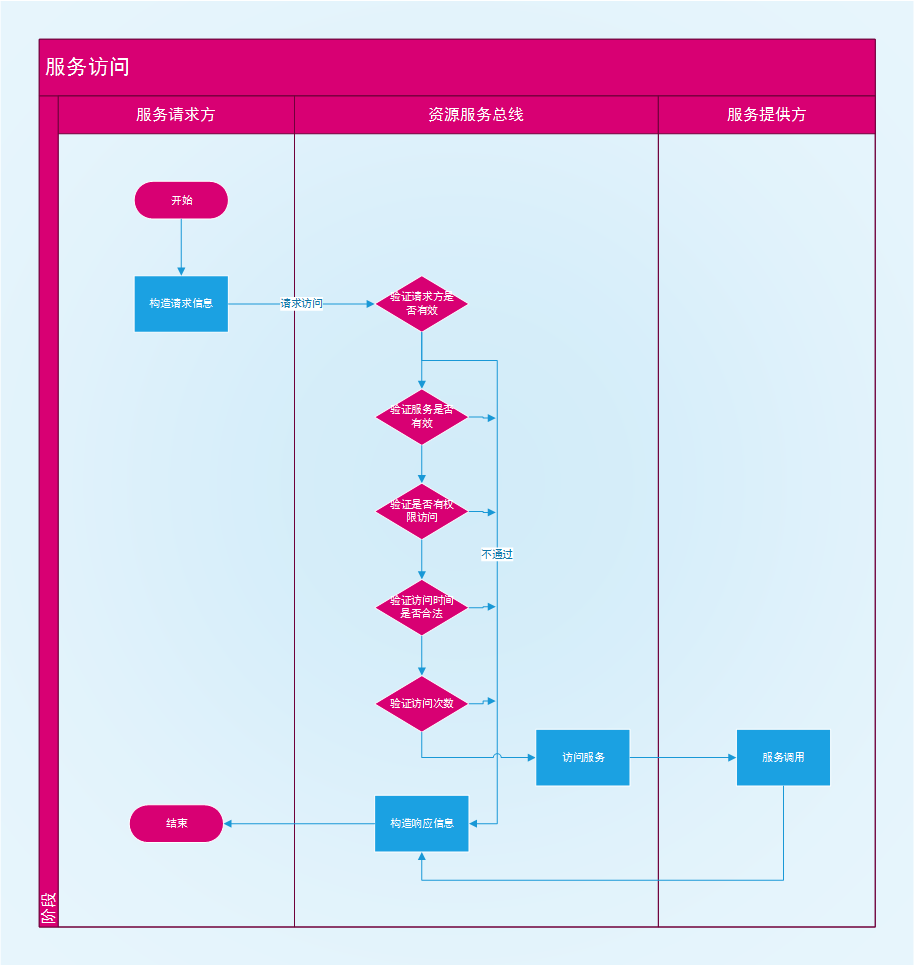 服务访问
服务请求方
资源服务总线
服务提供方
开始
构造请求信息
请求访问
验证请求方是
否有效
验证服务是否
有效
验证是否有权
限访问
不通过
验证访问时间
是否合法
验证访问次数
访问服务
服务调用
结束
构造响应信息
阶段